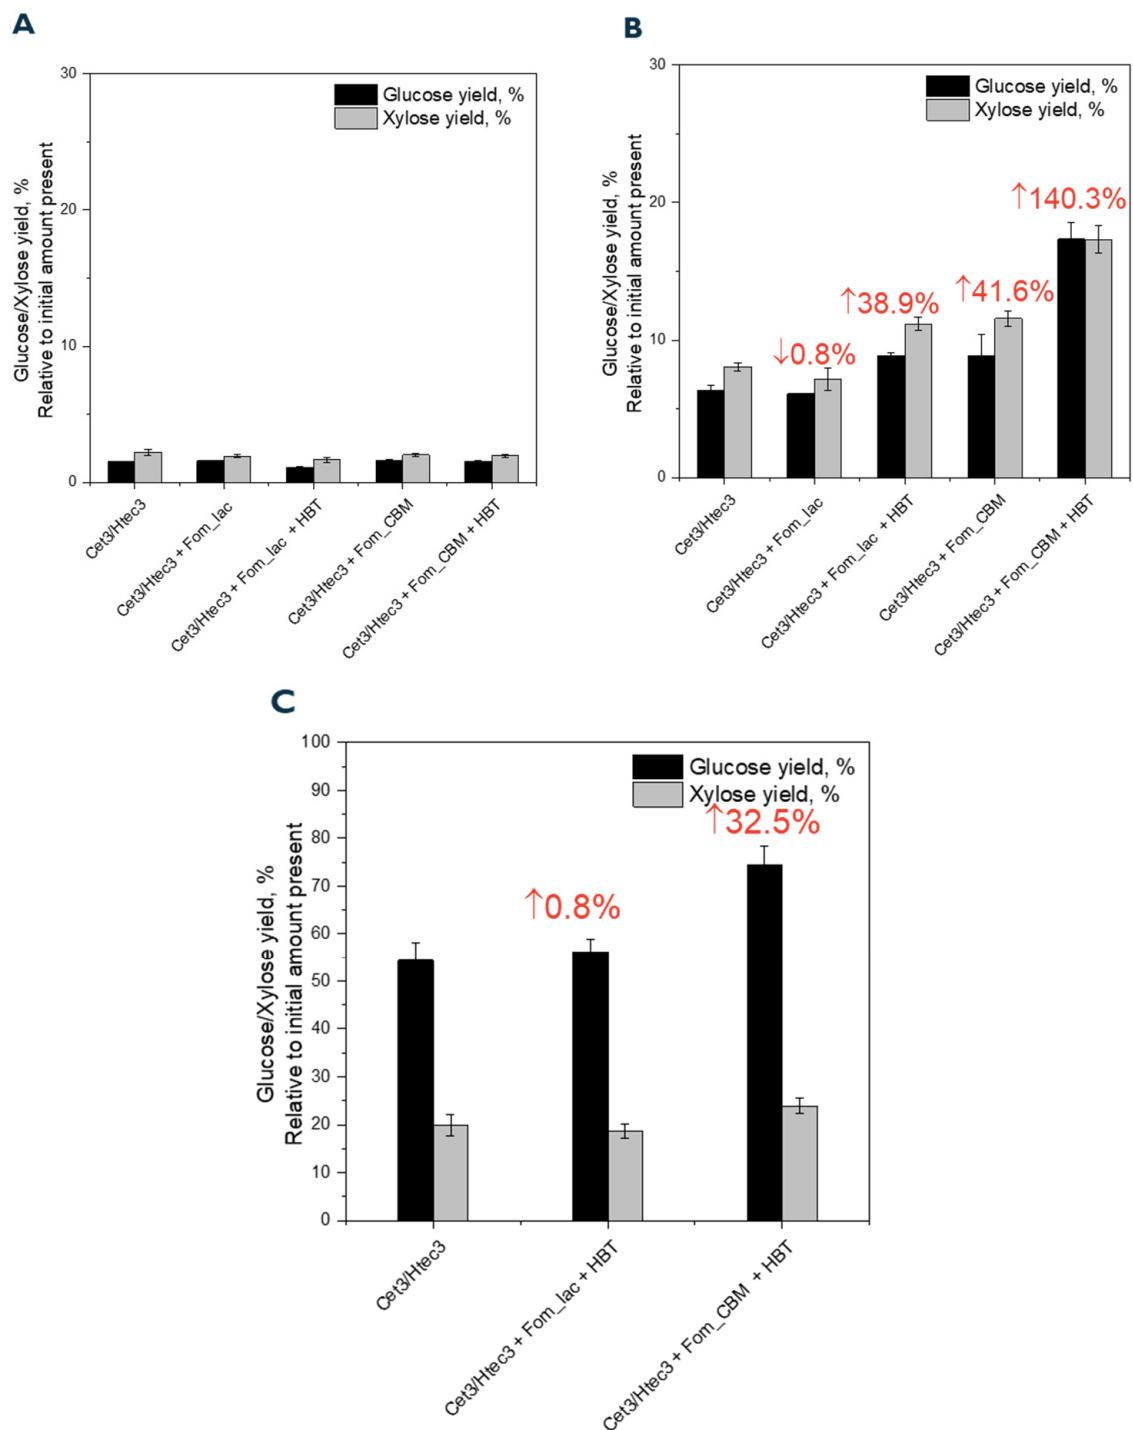 A
Glucose/Xylose yield, %
Relative to initial amount present
30
20
10
0
Glucose yield, %
Xylose yield, %
Cet3/Htec3
Cet3/Htec3 + Fom_lac
Cet3/Htec3 + Fom_lac + HBT
Cet3/Htec3 + Fom_CBM
Cet3/Htec3 + Fom_CBM + HBT
B
Glucose/Xylose yield, %
Relative to initial amount present
30
20
10
0
Glucose yield, %
Xylose yield, %
↓0.8%
↑38.9%
↑41.6%
↑140.3%
Cet3/Htec3
Cet3/Htec3 + Fom_lac
Cet3/Htec3 + Fom_lac + HBT
Cet3/Htec3 + Fom_CBM
Cet3/Htec3 + Fom_CBM + HBT
C
Glucose/Xylose yield, %
Relative to initial amount present
100
90
80
70
60
50
40
30
20
10
0
Glucose yield, %
Xylose yield, %
↑0.8%
↑32.5%
Cet3/Htec3
Cet3/Htec3 + Fom_lac + HBT
Cet3/Htec3 + Fom_CBM + HBT